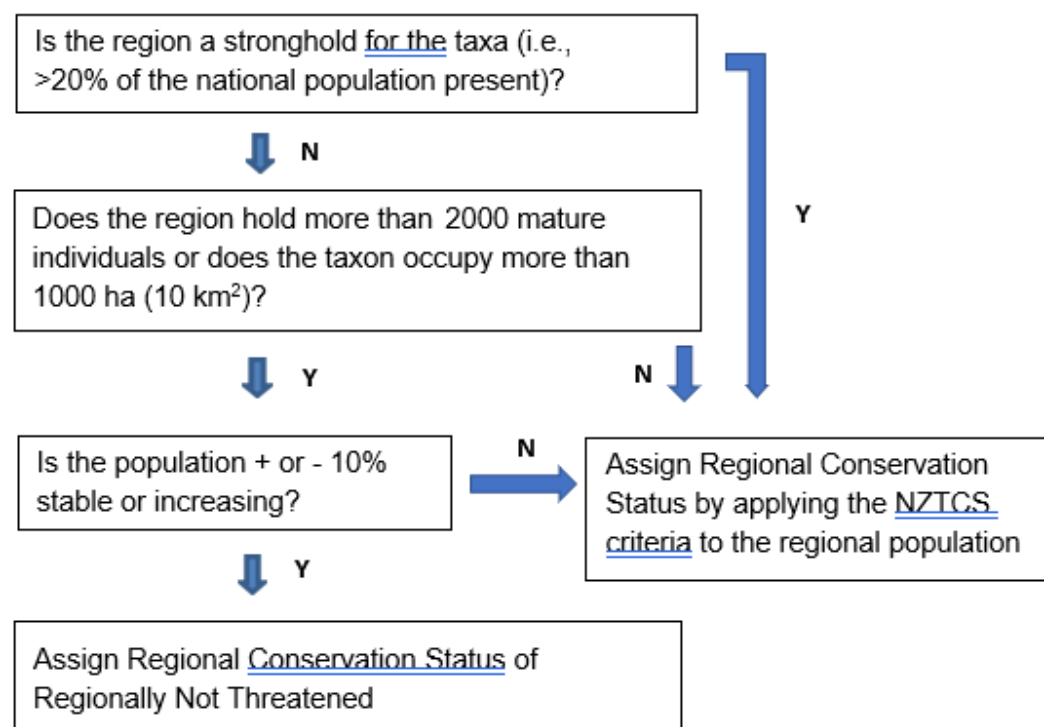 Is the region a stronghold for the taxa (i.e.,
>20% of the national population present)?
N
Y
Does the region hold more than 2000 mature
individuals or does the taxon occupy more than
1000 ha (10 km²)?
Y
N
Is the population + or - 10%
stable or increasing?
N
Assign Regional Conservation
Status by applying the NZTCS
criteria to the regional population
Y
Assign Regional Conservation Status of
Regionally Not Threatened